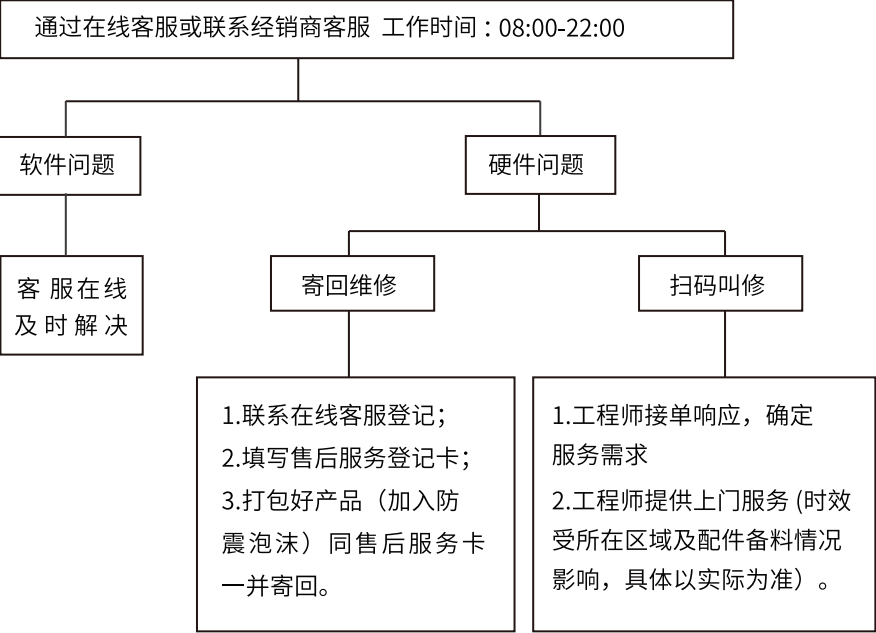 通过在线客服或联系经销商客服 工作时间：08:00-22:00
软件问题
硬件问题
客 服在线
及时解决
寄回维修
扫码叫修
1.联系在线客服登记；
2.填写售后服务登记卡；
3.打包好产品（加入防
震泡沫）同售后服务卡
一并寄回。
1.工程师接单响应，确定
服务需求
2.工程师提供上门服务 (时效
受所在区域及配件备料情况
影响，具体以实际为准）。